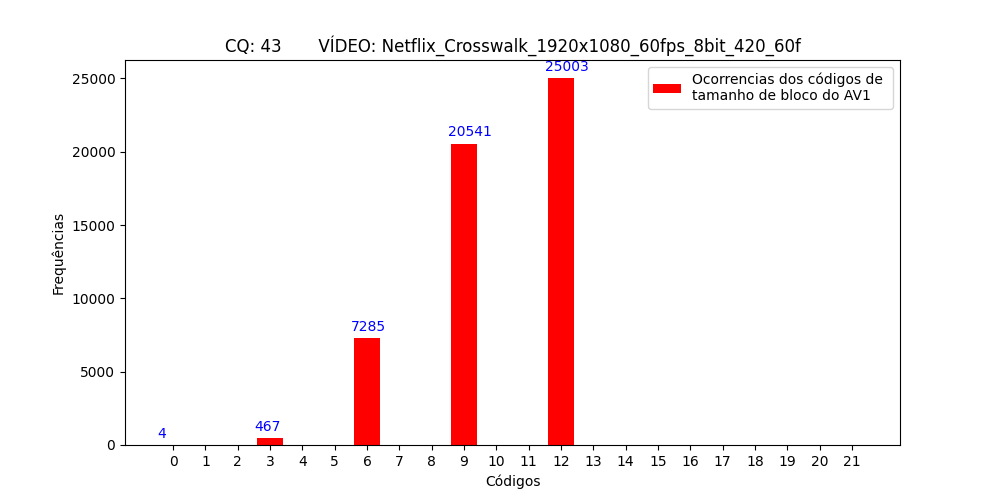 CQ: 43 VÍDEO: Netflix_Crosswalk_1920x1080_60fps_8bit_420_60f
Ocorrencias dos códigos de
tamanho de bloco do AV1
Frequências
25000
20000
15000
10000
5000
0
4
467
7285
20541
25003
0 1 2 3 4 5 6 7 8 9 10 11 12 13 14 15 16 17 18 19 20 21
Códigos